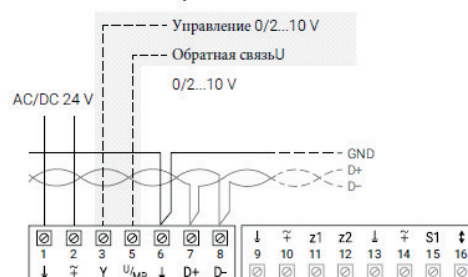 Управление 0/2...10 V
Обратная связьU
0/2...10 V
AC/DC 24 V
GND
D+
D-
1 2 3 5 6 7 8
⏊ ≂ Y U/MP ⏊ D+ D-
⏊ ≂ z1 z2 ⏊ ≂ S1
9 10 11 12 13 14 15 16